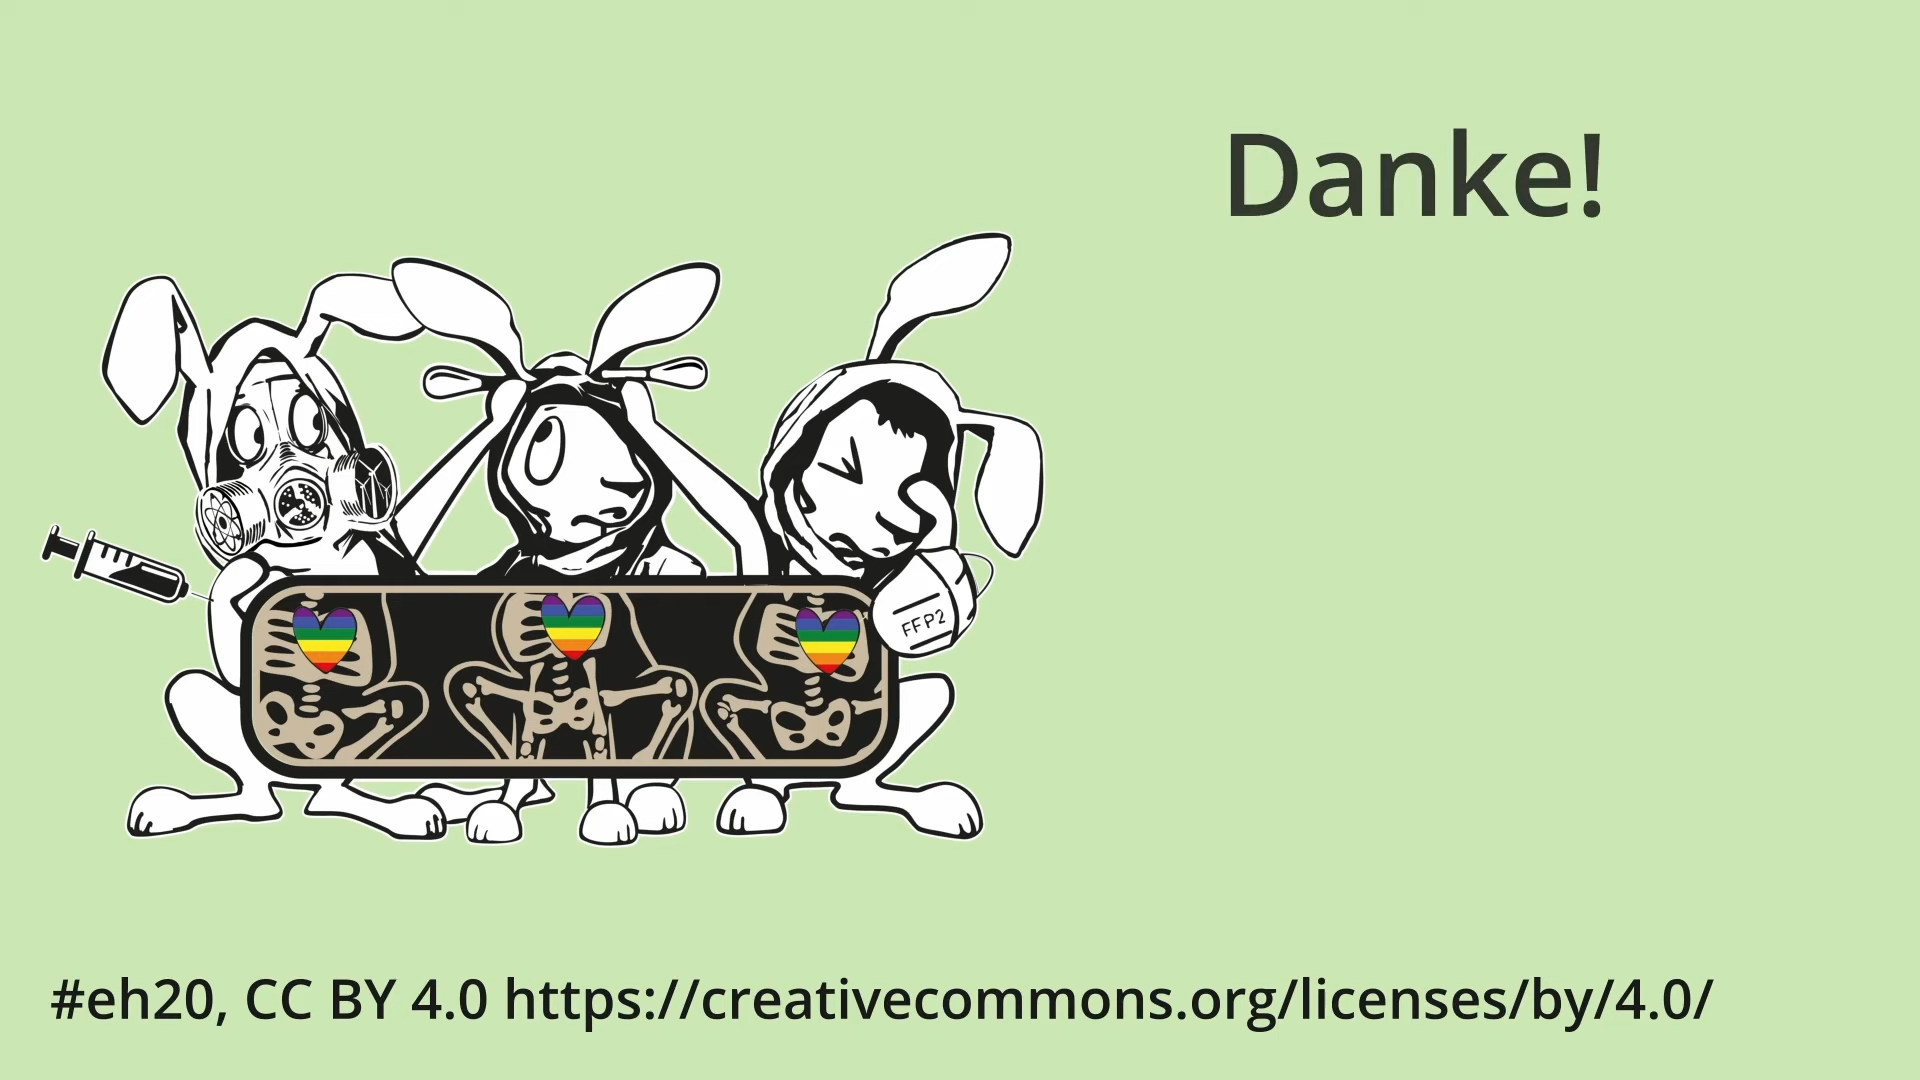 Danke!
FFP2
#eh20, CC BY 4.0 https://creativecommons.org/licenses/by/4.0/